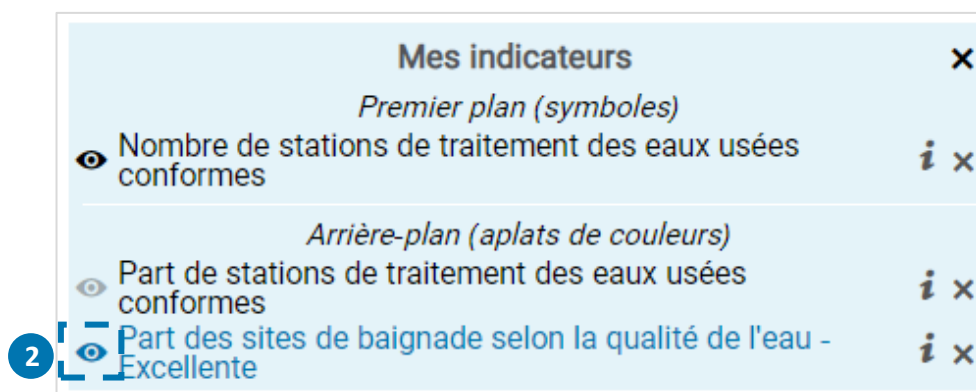 Mes indicateurs ×
Premier plan (symboles)
Nombre de stations de traitement des eaux usées
conformes i ×
Arrière-plan (aplats de couleurs)
Part de stations de traitement des eaux usées
conformes i ×
2 Part des sites de baignade selon la qualité de l'eau -
Excellente i ×